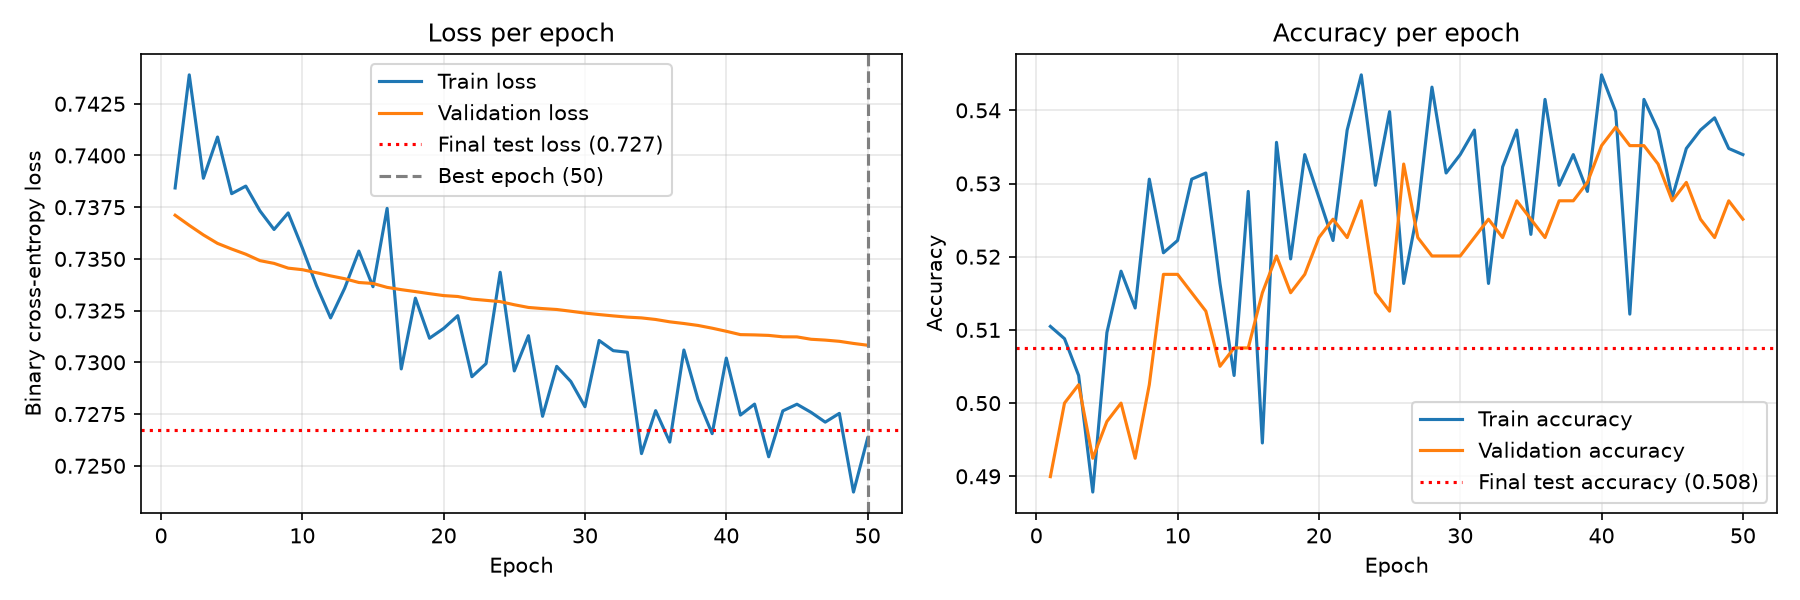 Loss per epoch
0.7425
0.7400
0.7375
0.7350
0.7325
0.7300
0.7275
0.7250
Binary cross-entropy loss
Train loss
Validation loss
Final test loss (0.727)
Best epoch (50)
0 10 20 30 40 50
Epoch
Accuracy per epoch
0.54
0.53
0.52
0.51
0.50
0.49
Accuracy
Train accuracy
Validation accuracy
Final test accuracy (0.508)
0 10 20 30 40 50
Epoch